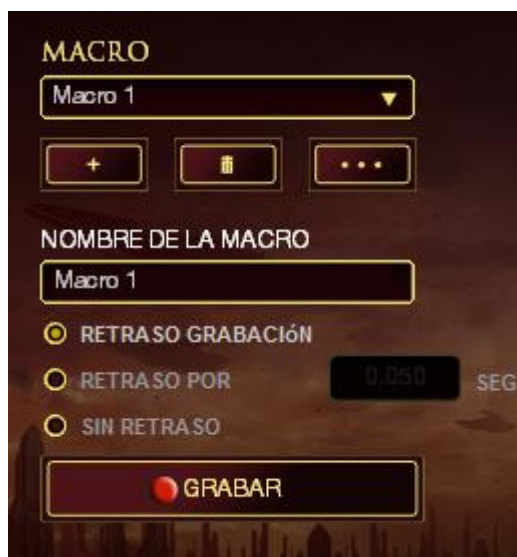 MACRO
Macro 1
+
...
NOMBRE DE LA MACRO
Macro 1
RETRASO GRABACIóN
RETRASO POR 0.050 SEG
SIN RETRASO
GRABAR